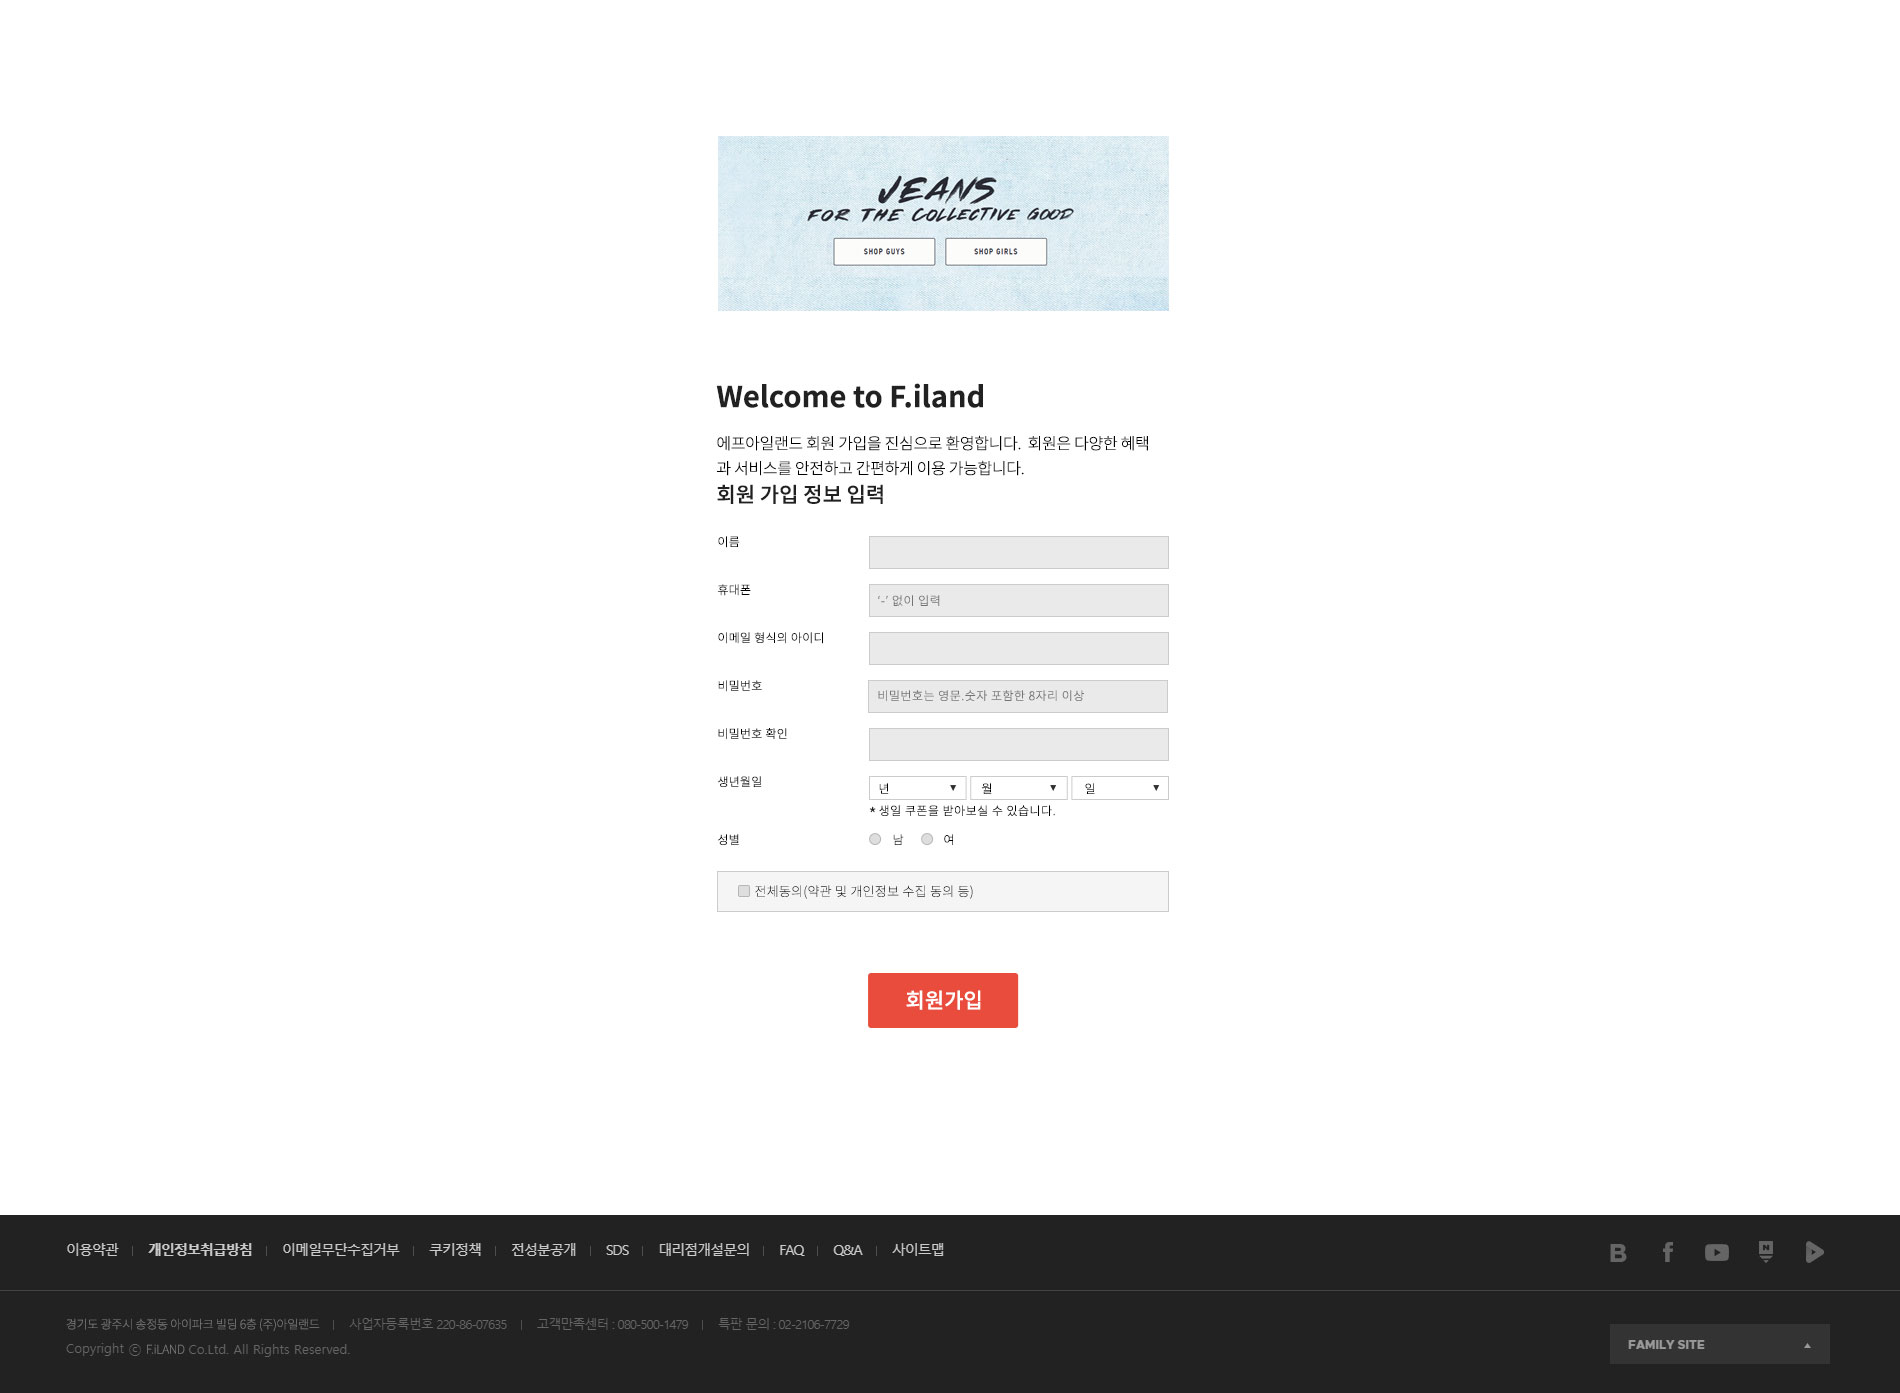 JEANS
FOR THE COLLECTIVE GOOD
SHOP GUYS SHOP GIRLS
Welcome to F.iland
에프아일랜드 회원 가입을 진심으로 환영합니다. 회원은 다양한 혜택
과 서비스를 안전하고 간편하게 이용 가능합니다.
회원 가입 정보 입력
이름
휴대폰 '-' 없이 입력
이메일 형식의 아이디
비밀번호 비밀번호는 영문.숫자 포함한 8자리 이상
비밀번호 확인
생년월일 년 ▼ 월 ▼ 일 ▼
* 생일 쿠폰을 받아보실 수 있습니다.
성별 남 여
전체동의(약관 및 개인정보 수집 동의 등)
회원가입
이용약관 | 개인정보취급방침 | 이메일무단수집거부 | 쿠키정책 | 전성분공개 | SDS | 대리점개설문의 | FAQ | Q&A | 사이트맵
경기도 광주시 송정동 아이파크 빌딩 6층 (주)아일랜드 | 사업자등록번호 220-86-07635 | 고객만족센터 : 080-500-1479 | 특판 문의 : 02-2106-7729
Copyright ⓒ F.iLAND Co.Ltd. All Rights Reserved.
FAMILY SITE ▲